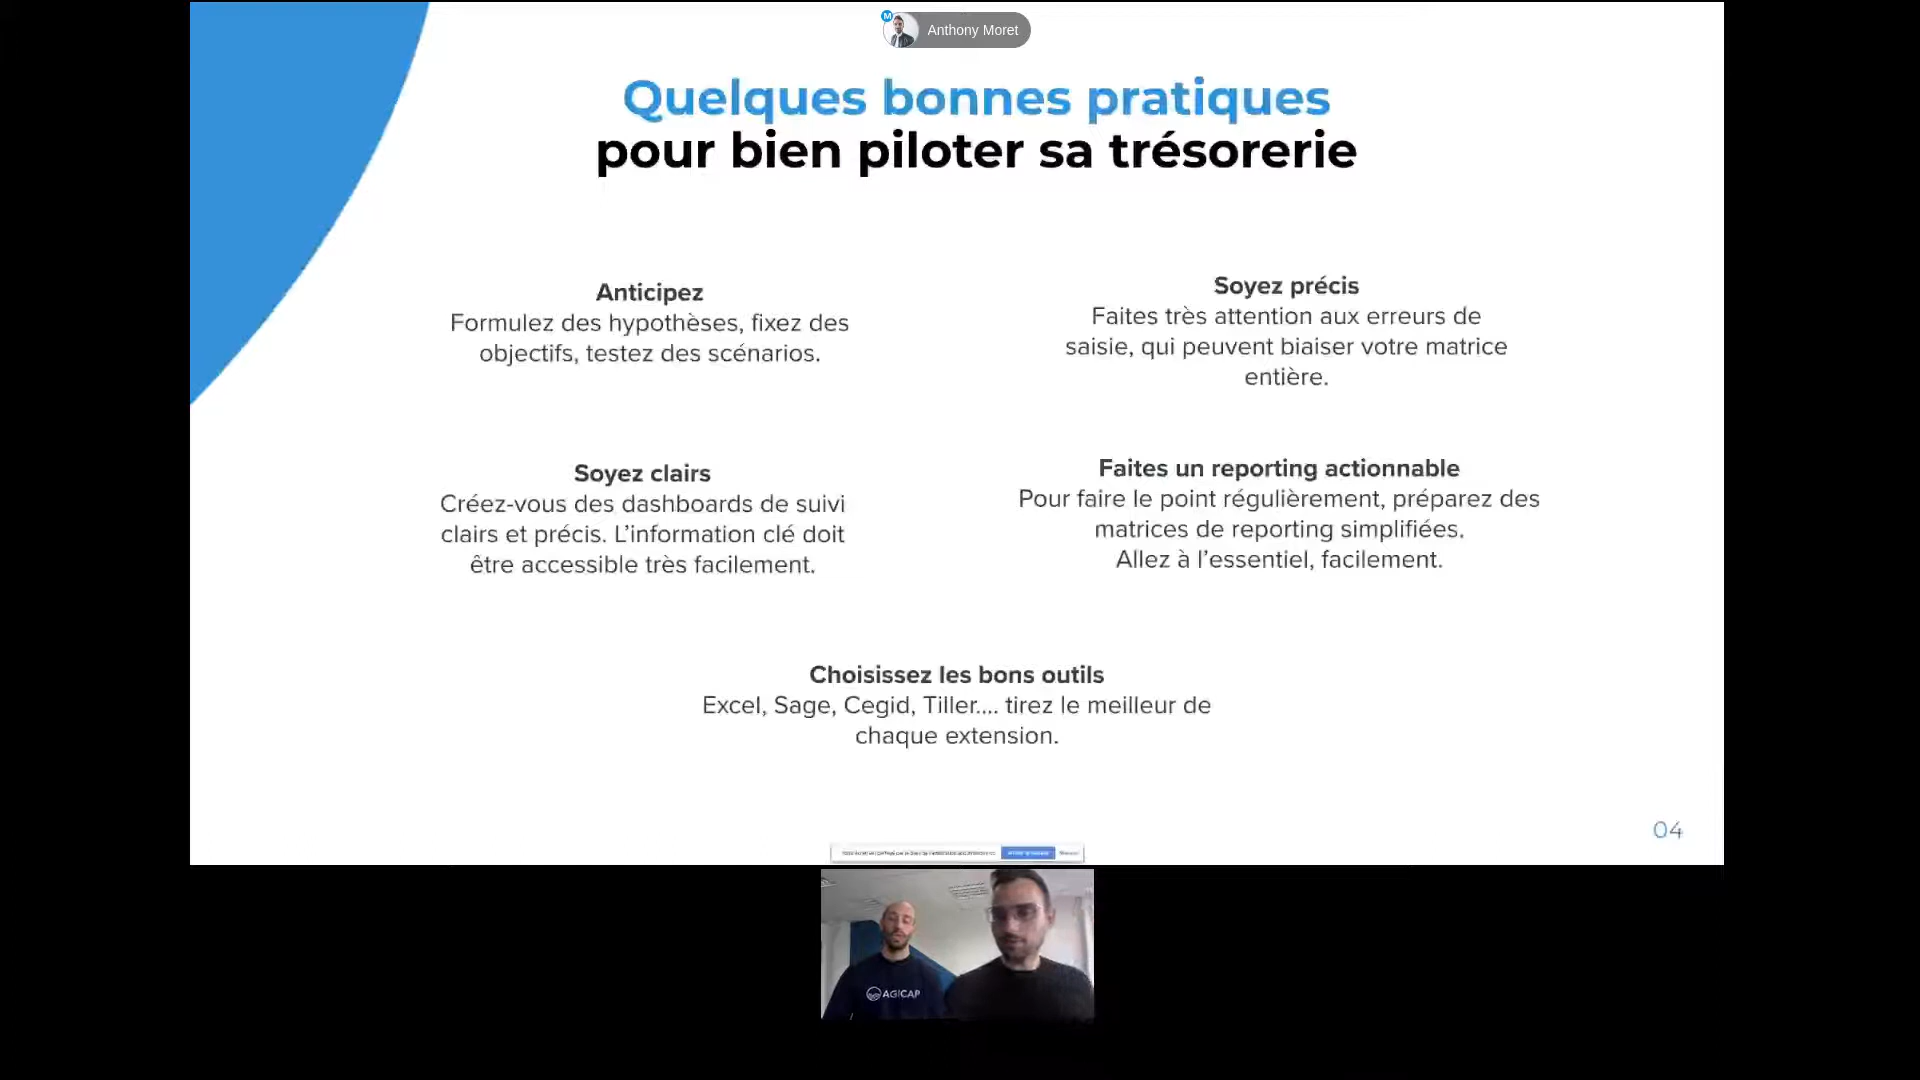 M
Anthony Moret
Quelques bonnes pratiques
pour bien piloter sa trésorerie
Anticipez
Formulez des hypothèses, fixez des
objectifs, testez des scénarios.
Soyez précis
Faites très attention aux erreurs de
saisie, qui peuvent biaiser votre matrice
entière.
Soyez clairs
Créez-vous des dashboards de suivi
clairs et précis. L’information clé doit
être accessible très facilement.
Faites un reporting actionnable
Pour faire le point régulièrement, préparez des
matrices de reporting simplifiées.
Allez à l’essentiel, facilement.
Choisissez les bons outils
Excel, Sage, Cegid, Tiller.... tirez le meilleur de
chaque extension.
04
AGICAP